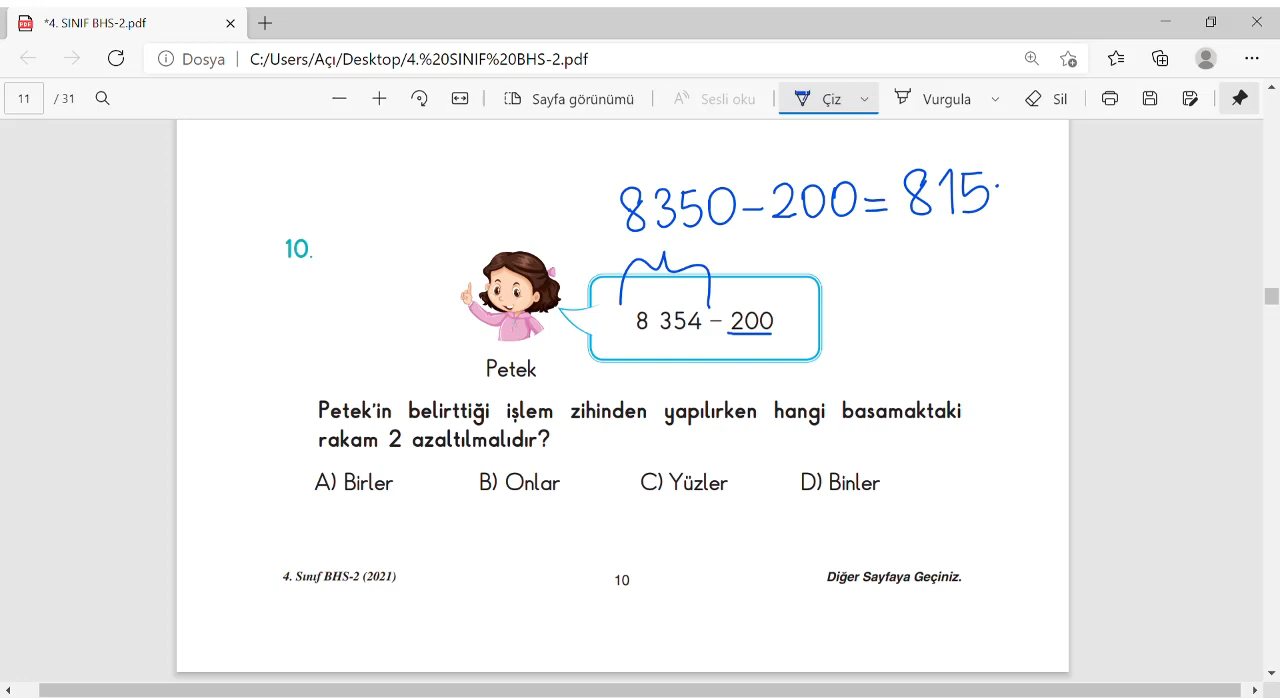 *4. SINIF BHS-2.pdf
Dosya C:/Users/Açı/Desktop/4.%20SINIF%20BHS-2.pdf
11 / 31 Sayfa görünümü Sesli oku Çiz Vurgula Sil
8350-200=815
10.
8 354 – 200
Petek
Petek'in belirttiği işlem zihinden yapılırken hangi basamaktaki
rakam 2 azaltılmalıdır?
A) Birler B) Onlar C) Yüzler D) Binler
4. Sınıf BHS-2 (2021) 10 Diğer Sayfaya Geçiniz.